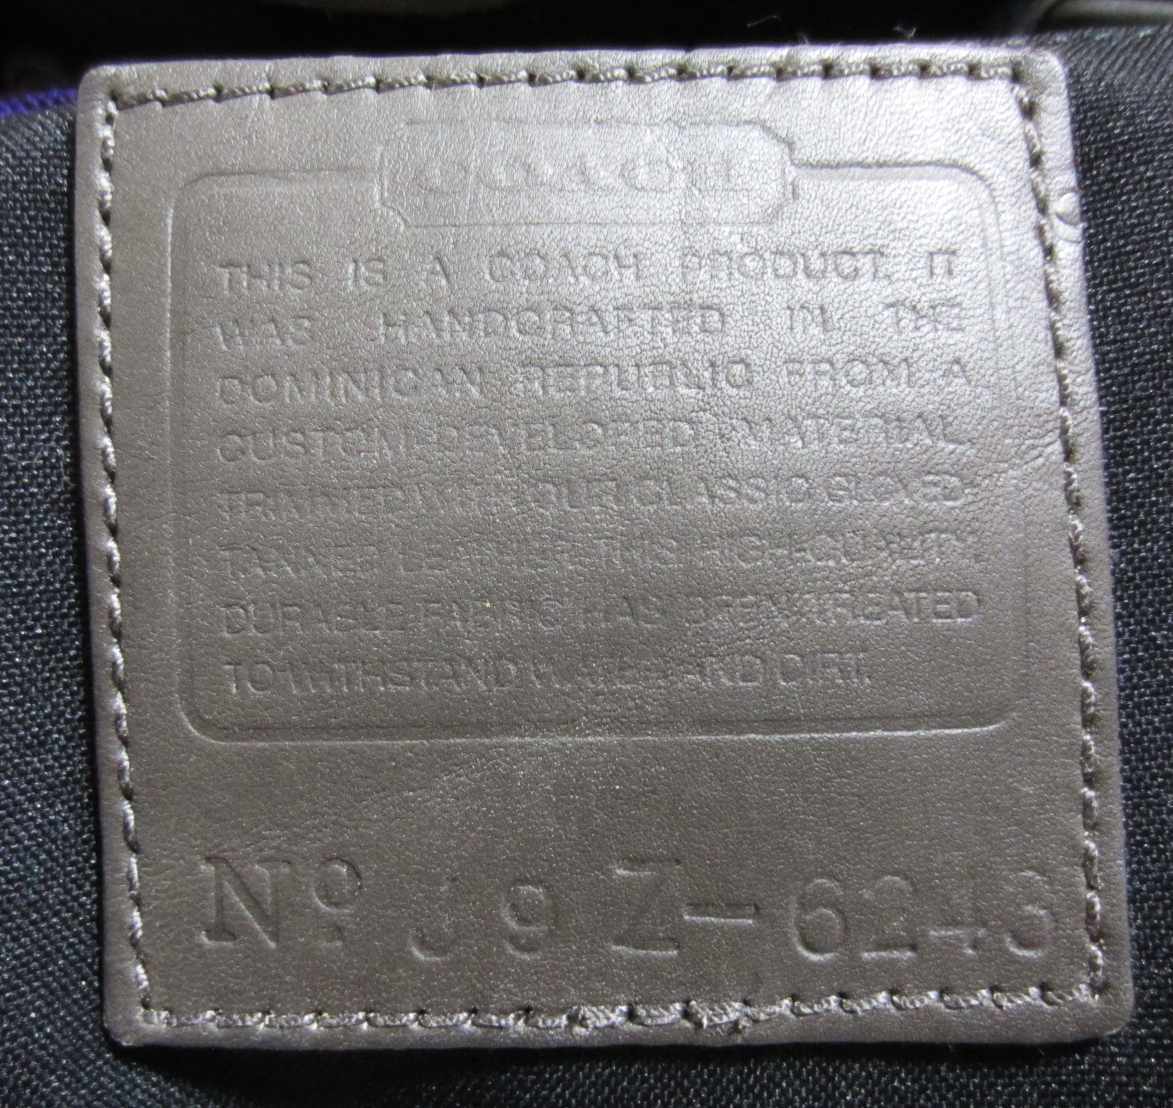 COACH
THIS IS A COACH PRODUCT. IT
WAS HANDCRAFTED IN THE
DOMINICAN REPUBLIC FROM A
CUSTOM-DEVELOPED MATERIAL,
TRIMMED WITH OUR CLASSIC GLOVED-
TANNED LEATHER. THIS HIGH-QUALITY,
DURABLE FABRIC HAS BEEN TREATED
TO WITHSTAND WATER AND DIRT.
Nº J9Z-6243